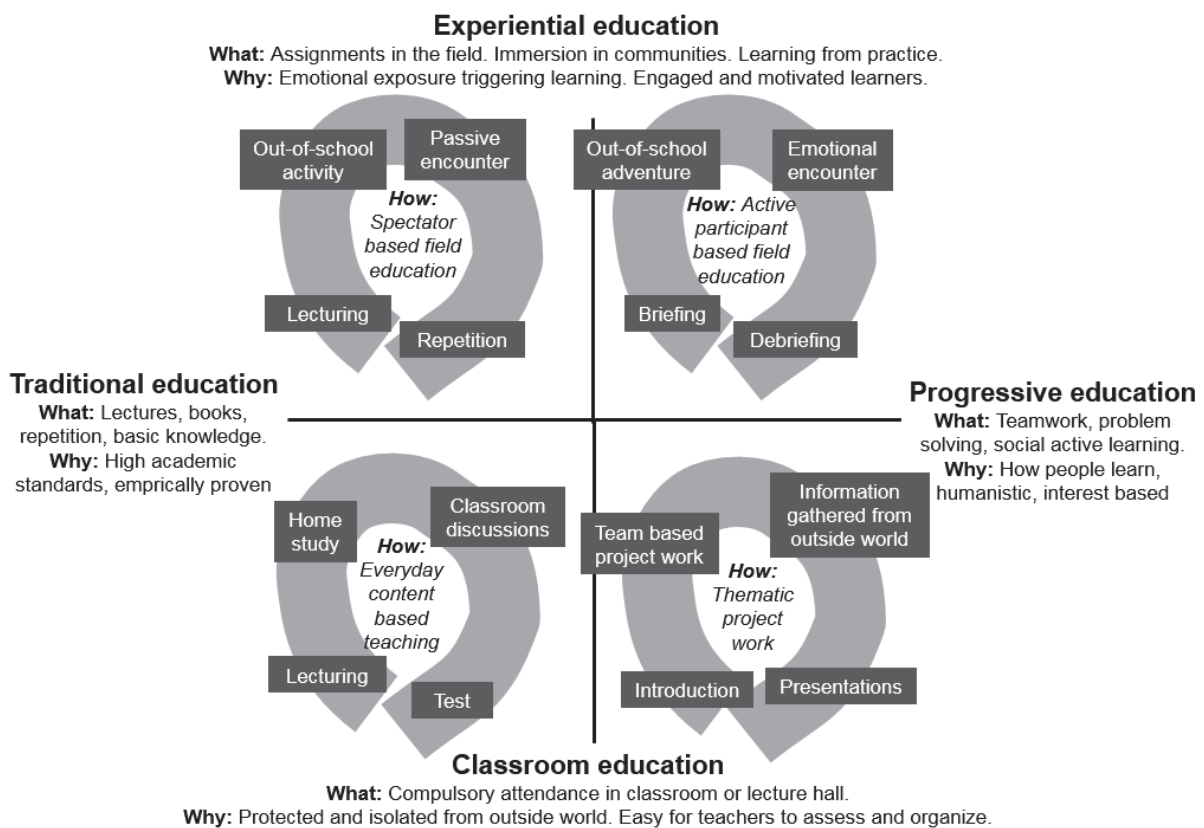 Experiential education
What: Assignments in the field. Immersion in communities. Learning from practice.
Why: Emotional exposure triggering learning. Engaged and motivated learners.
Out-of-school
activity
Passive
encounter
How:
Spectator
based field
education
Lecturing
Repetition
Out-of-school
adventure
Emotional
encounter
How: Active
participant
based field
education
Briefing
Debriefing
Traditional education
What: Lectures, books,
repetition, basic knowledge.
Why: High academic
standards, emprically proven
Progressive education
What: Teamwork, problem
solving, social active learning.
Why: How people learn,
humanistic, interest based
Home
study
Classroom
discussions
How:
Everyday
content
based
teaching
Lecturing
Test
Team based
project work
Information
gathered from
outside world
How:
Thematic
project
work
Introduction
Presentations
Classroom education
What: Compulsory attendance in classroom or lecture hall.
Why: Protected and isolated from outside world. Easy for teachers to assess and organize.